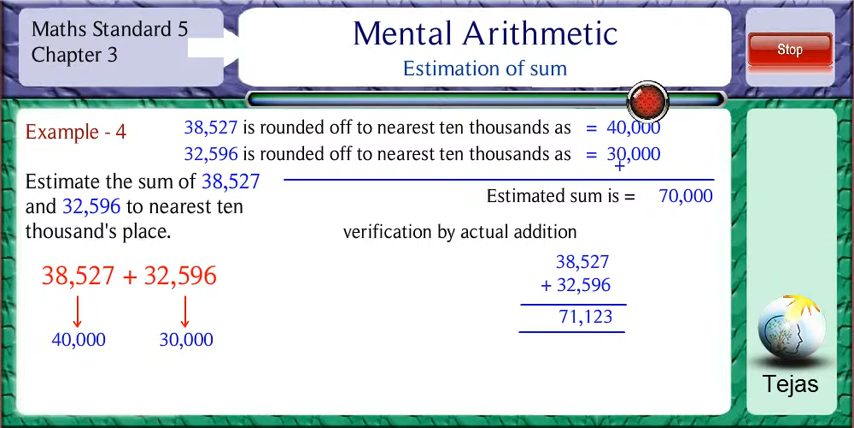 Maths Standard 5
Chapter 3
Mental Arithmetic
Estimation of sum
Stop
Example - 4
38,527 is rounded off to nearest ten thousands as = 40,000
32,596 is rounded off to nearest ten thousands as = 30,000
+
Estimated sum is = 70,000
Estimate the sum of 38,527
and 32,596 to nearest ten
thousand's place.
38,527 + 32,596
40,000 30,000
verification by actual addition
38,527
+ 32,596
71,123
Tejas